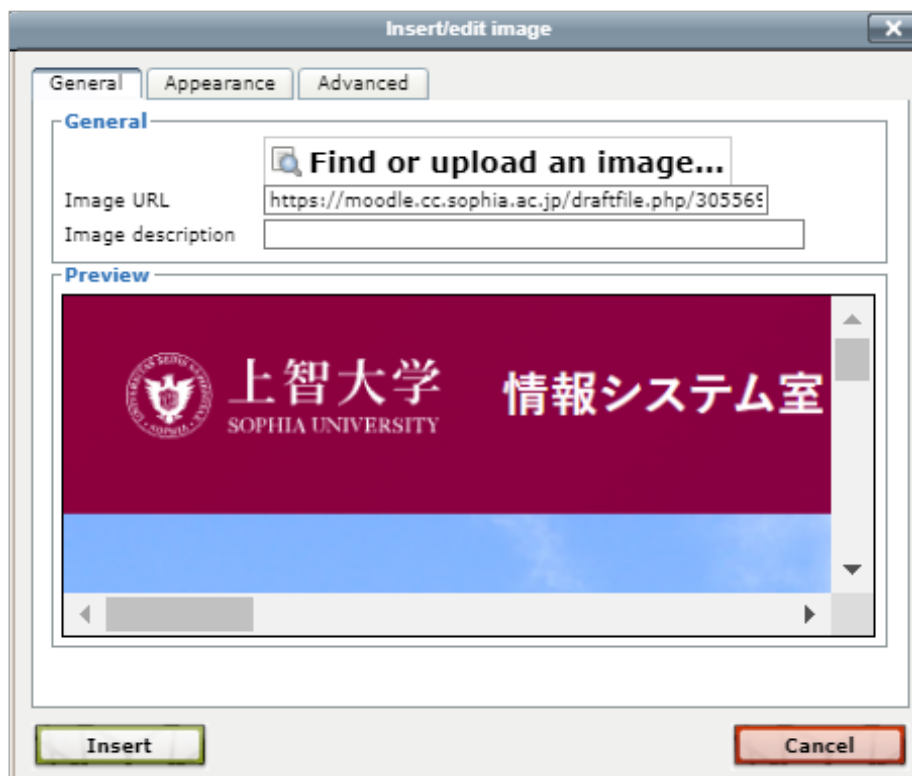 Insert/edit image
General Appearance Advanced
General
Find or upload an image...
Image URL https://moodle.cc.sophia.ac.jp/draftfile.php/305569
Image description
Preview
上智大学 情報システム室
SOPHIA UNIVERSITY
Insert Cancel